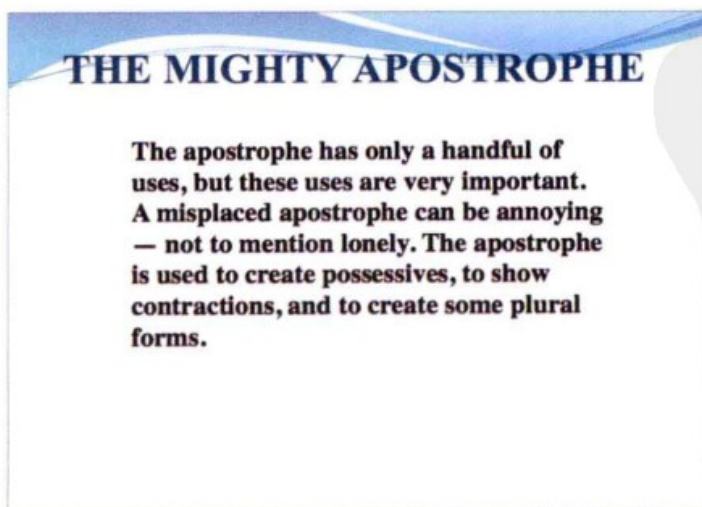 THE MIGHTY APOSTROPHE
The apostrophe has only a handful of
uses, but these uses are very important.
A misplaced apostrophe can be annoying
— not to mention lonely. The apostrophe
is used to create possessives, to show
contractions, and to create some plural
forms.